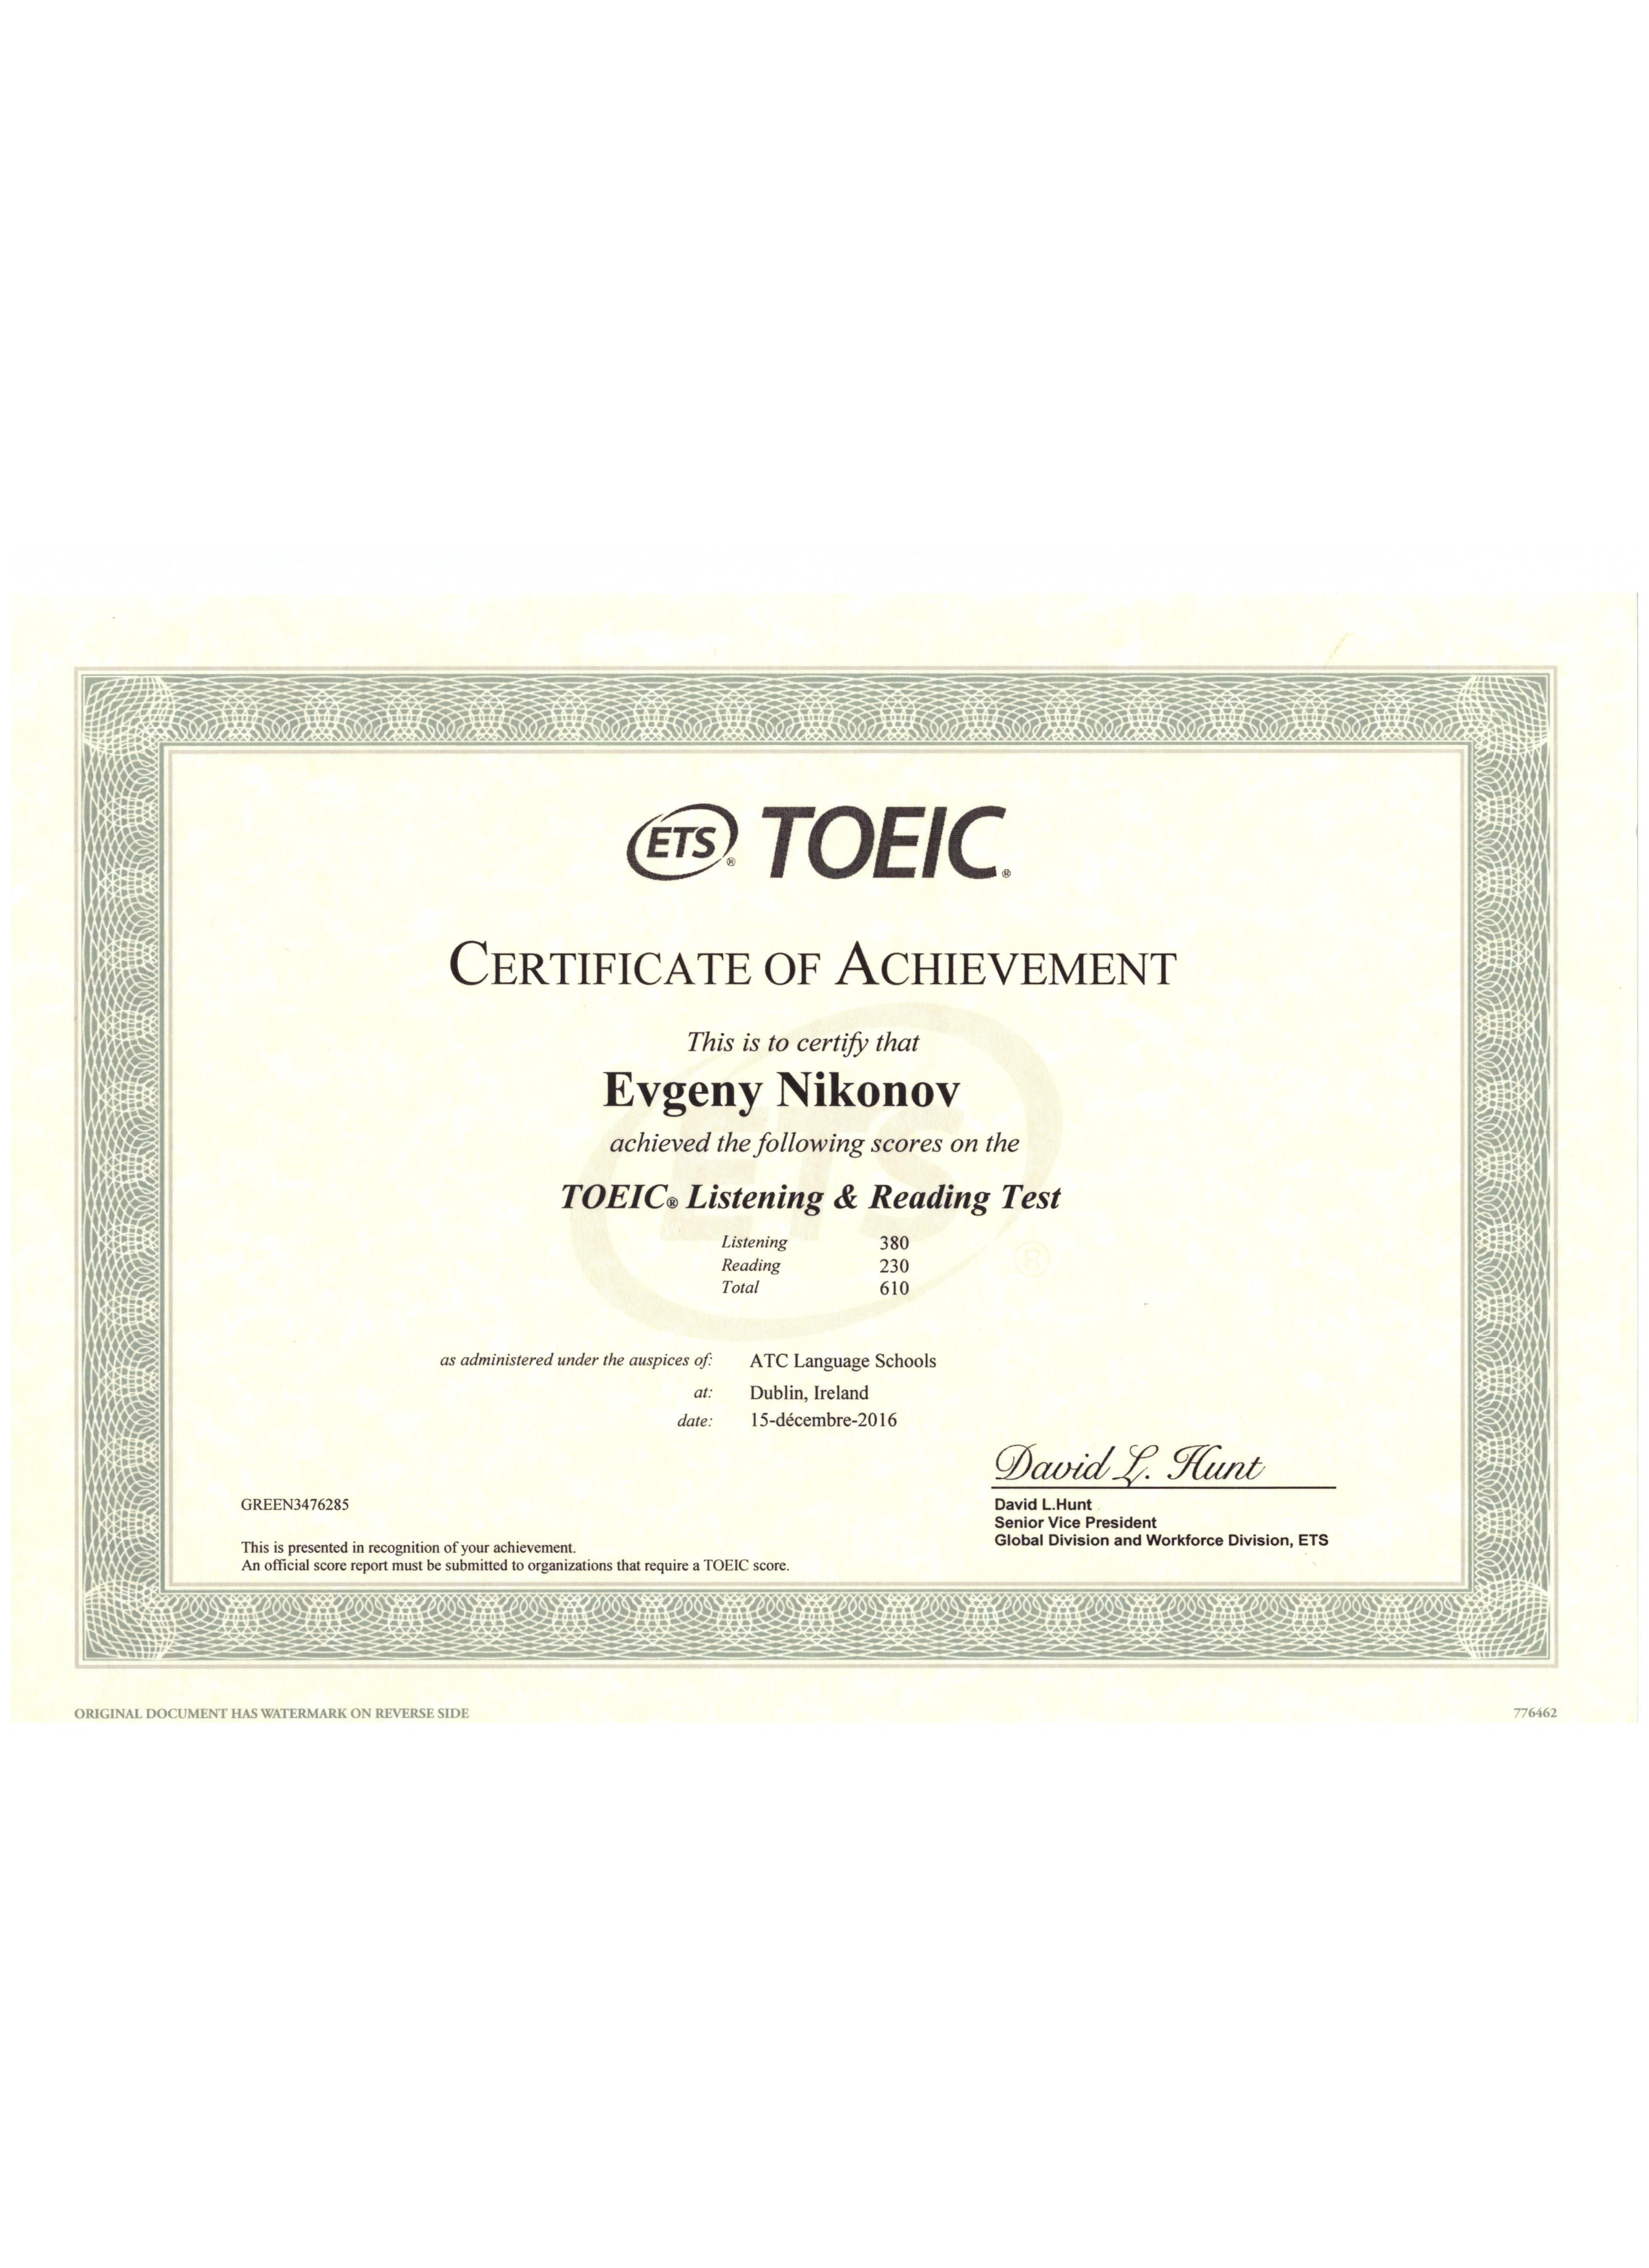 ETS® TOEIC®
CERTIFICATE OF ACHIEVEMENT
This is to certify that
Evgeny Nikonov
achieved the following scores on the
TOEIC® Listening & Reading Test
Listening 380
Reading 230
Total 610
as administered under the auspices of: ATC Language Schools
at: Dublin, Ireland
date: 15-décembre-2016
David L. Hunt
GREEN3476285
David L.Hunt
Senior Vice President
Global Division and Workforce Division, ETS
This is presented in recognition of your achievement.
An official score report must be submitted to organizations that require a TOEIC score.
ORIGINAL DOCUMENT HAS WATERMARK ON REVERSE SIDE 776462